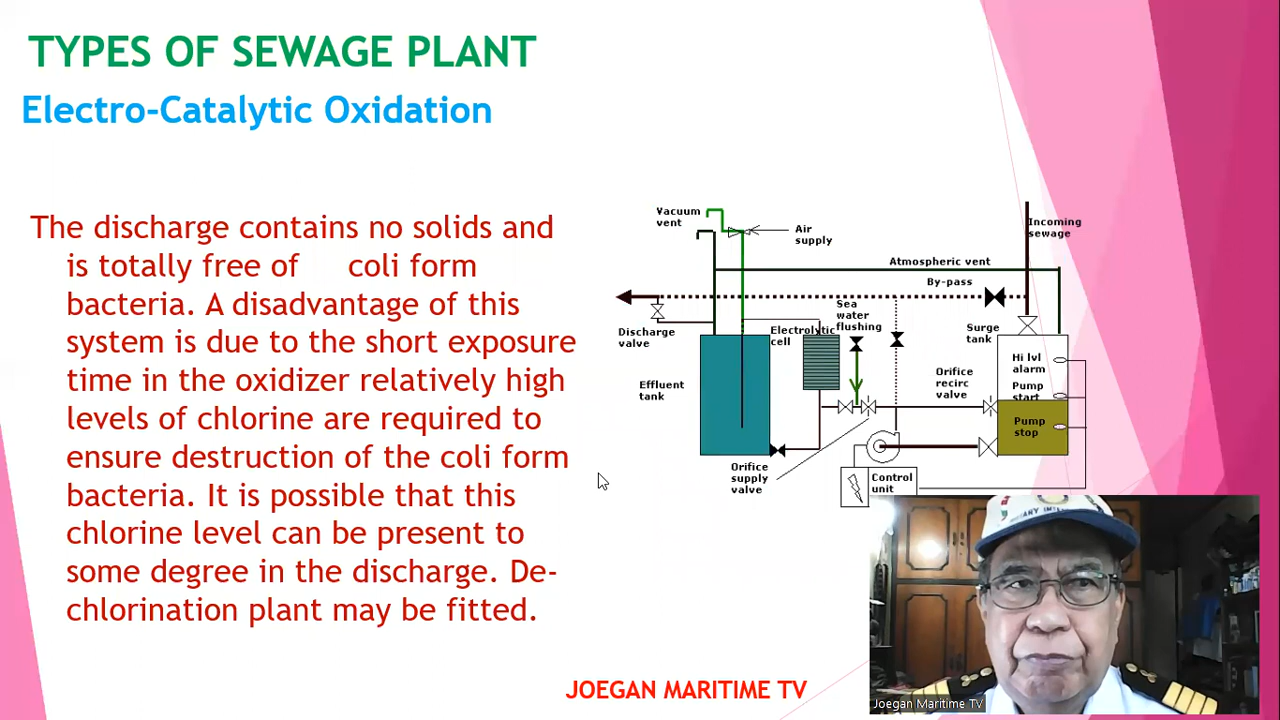 TYPES OF SEWAGE PLANT
Electro-Catalytic Oxidation
The discharge contains no solids and
is totally free of coli form
bacteria. A disadvantage of this
system is due to the short exposure
time in the oxidizer relatively high
levels of chlorine are required to
ensure destruction of the coli form
bacteria. It is possible that this
chlorine level can be present to
some degree in the discharge. De-
chlorination plant may be fitted.
Vacuum
vent
Air
supply
Incoming
sewage
Atmospheric vent
By-pass
Discharge
valve
Electrolytic
cell
Sea
water
flushing
Surge
tank
Effluent
tank
Orifice
recirc
valve
Hi lvl
alarm
Pump
start
Pump
stop
Orifice
supply
valve
Control
unit
JOEGAN MARITIME TV
Joegan Maritime TV